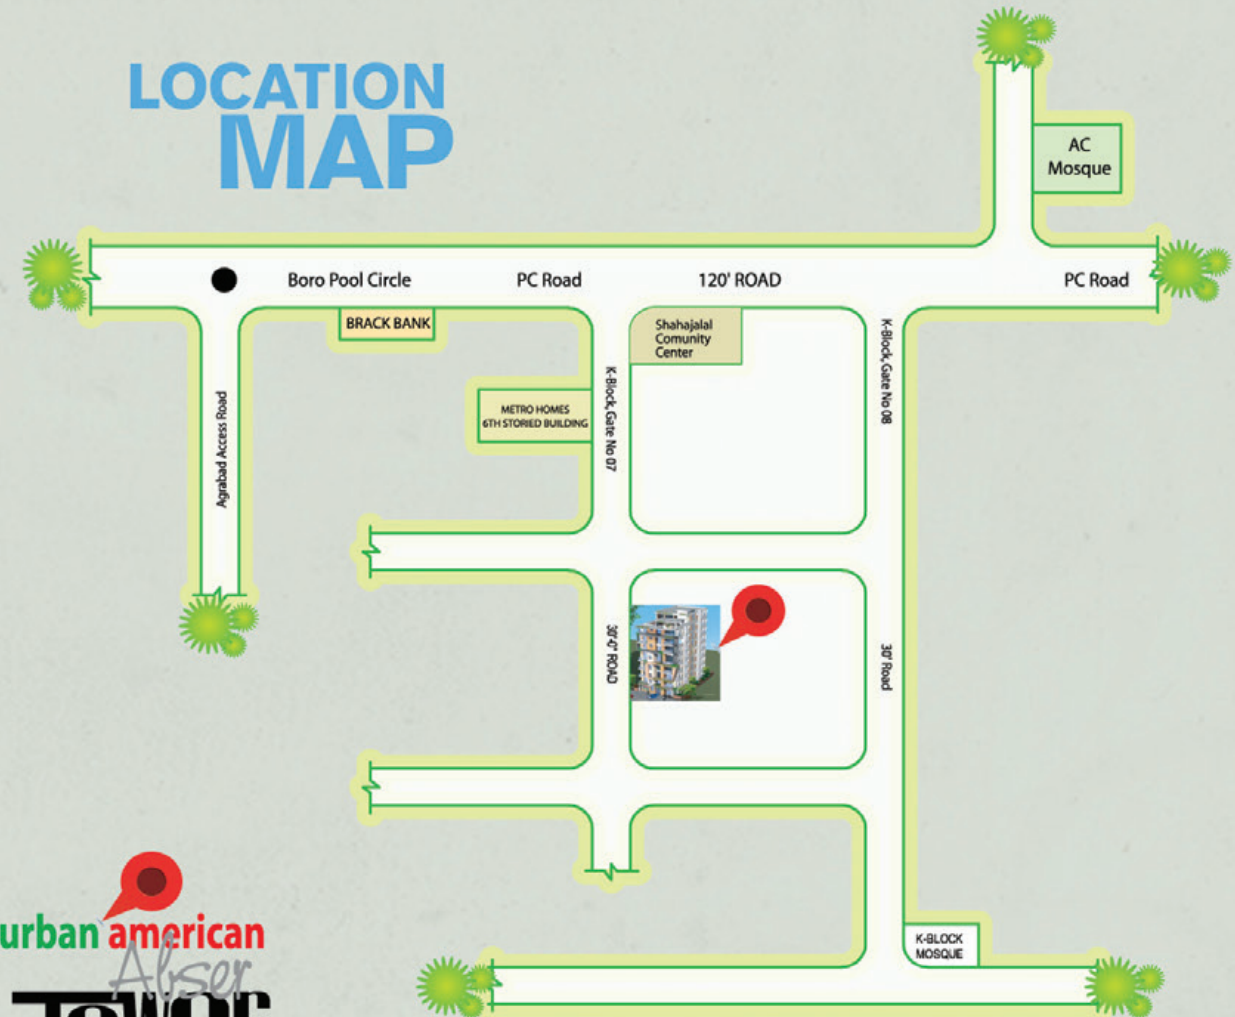 LOCATION
MAP
AC
Mosque
Boro Pool Circle
PC Road
120' ROAD
PC Road
BRACK BANK
Shahajalal
Comunity
Center
K-Block, Gate No 08
K-Block, Gate No 07
METRO HOMES
6TH STORIED BUILDING
Agrabad Access Road
30'-0" ROAD
30' Road
urban american
Abser
Tower
K-BLOCK
MOSQUE